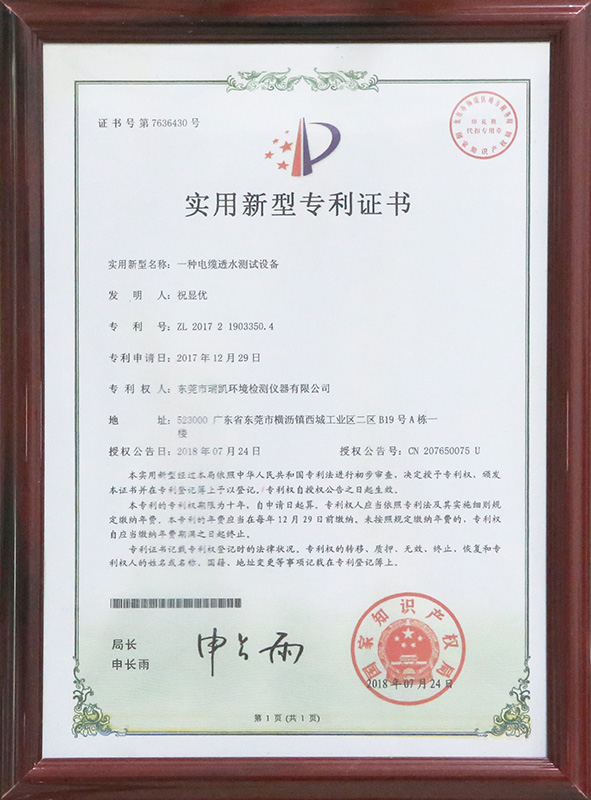 证书号第7636430号
代扣专用章
国家知识产权局
实用新型专利证书
实用新型名称：一种电缆透水测试设备
发明人：祝显优
专利号：ZL 2017 2 1903350.4
专利申请日：2017年12月29日
专利权人：东莞市瑞凯环境检测仪器有限公司
地址：523000 广东省东莞市横沥镇西城工业区二区B19号A栋一
楼
授权公告日：2018年07月24日 授权公告号：CN 207650075 U
本实用新型经过本局依照中华人民共和国专利法进行初步审查，决定授予专利权，颁发
本证书并在专利登记簿上予以登记。专利权自授权公告之日起生效。
本专利的专利权期限为十年，自申请日起算。专利权人应当依照专利法及其实施细则规
定缴纳年费。本专利的年费应当在每年12月29日前缴纳。未按照规定缴纳年费的，专利权
自应当缴纳年费期满之日起终止。
专利证书记载专利权登记时的法律状况。专利权的转移、质押、无效、终止、恢复和专
利权人的姓名或名称、国籍、地址变更等事项记载在专利登记簿上。
局长
申长雨
申长雨
国家知识产权局
2018年07月24日
第1页(共1页)